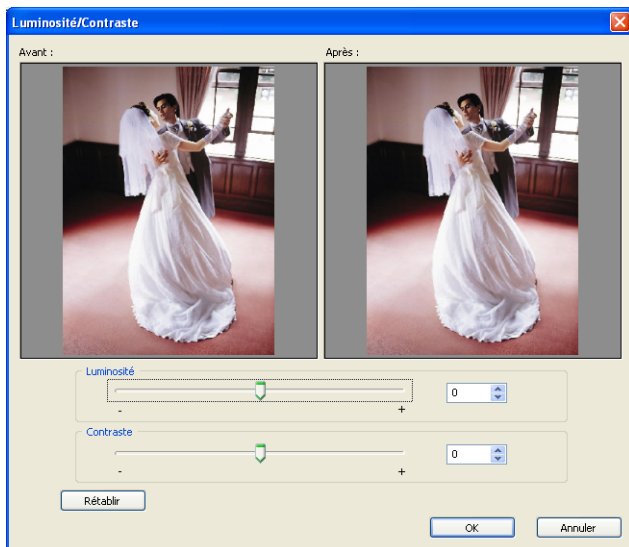 Luminosité/Contraste
Avant :
Après :
Luminosité
0
-
+
Contraste
0
-
+
Rétablir
OK
Annuler